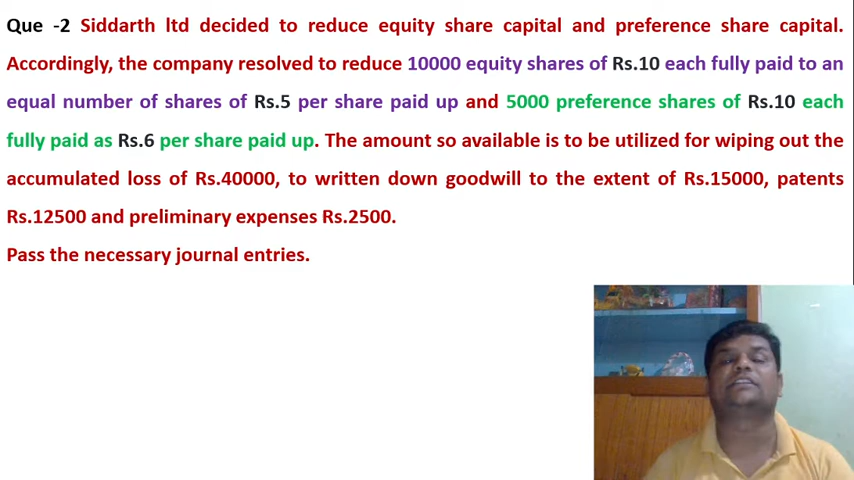 Que -2 Siddarth ltd decided to reduce equity share capital and preference share capital.
Accordingly, the company resolved to reduce 10000 equity shares of Rs.10 each fully paid to an
equal number of shares of Rs.5 per share paid up and 5000 preference shares of Rs.10 each
fully paid as Rs.6 per share paid up. The amount so available is to be utilized for wiping out the
accumulated loss of Rs.40000, to written down goodwill to the extent of Rs.15000, patents
Rs.12500 and preliminary expenses Rs.2500.
Pass the necessary journal entries.